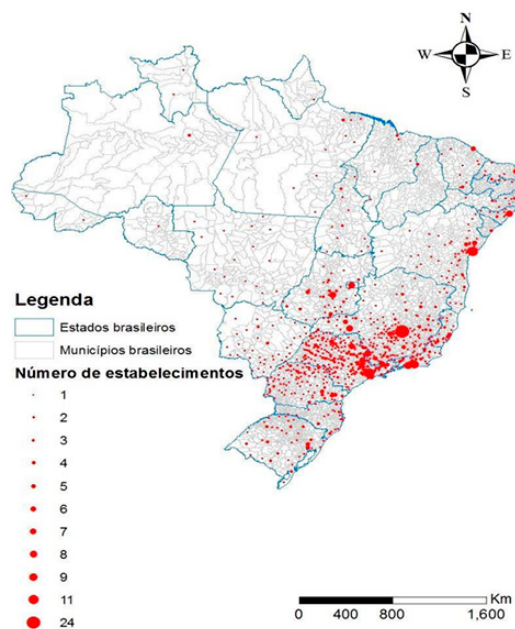 N
W E
S
Legenda
Estados brasileiros
Municípios brasileiros
Número de estabelecimentos
1
2
3
4
5
6
7
8
9
11
24
Km
0 400 800 1,600